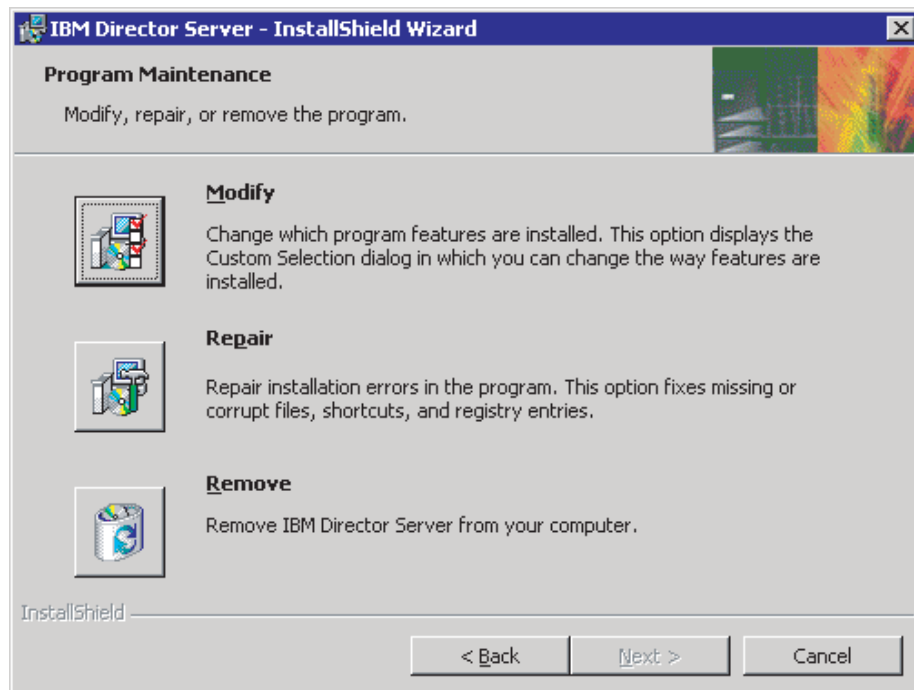 IBM Director Server - InstallShield Wizard
Program Maintenance
Modify, repair, or remove the program.
Modify
Change which program features are installed. This option displays the
Custom Selection dialog in which you can change the way features are
installed.
Repair
Repair installation errors in the program. This option fixes missing or
corrupt files, shortcuts, and registry entries.
Remove
Remove IBM Director Server from your computer.
InstallShield
< Back
Next >
Cancel